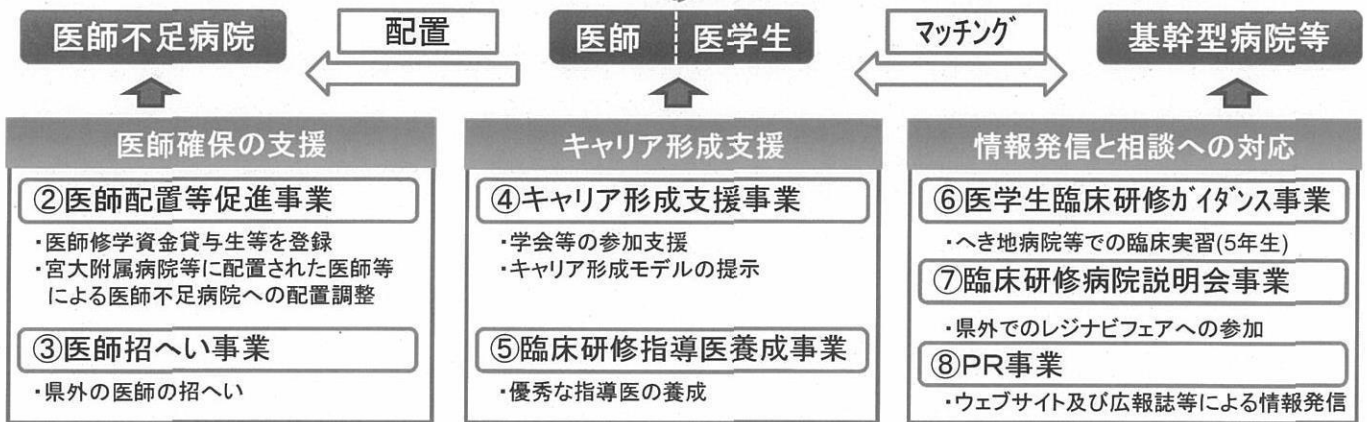 医師不足病院
配置
医師
医学生
マッチング
基幹型病院等
医師確保の支援
②医師配置等促進事業
・医師修学資金貸与生等を登録
・宮大附属病院等に配置された医師等
による医師不足病院への配置調整
③医師招へい事業
・県外の医師の招へい
キャリア形成支援
④キャリア形成支援事業
・学会等の参加支援
・キャリア形成モデルの提示
⑤臨床研修指導医養成事業
・優秀な指導医の養成
情報発信と相談への対応
⑥医学生臨床研修ガイダンス事業
・へき地病院等での臨床実習(5年生)
⑦臨床研修病院説明会事業
・県外でのレジナビフェアへの参加
⑧PR事業
・ウェブサイト及び広報誌等による情報発信